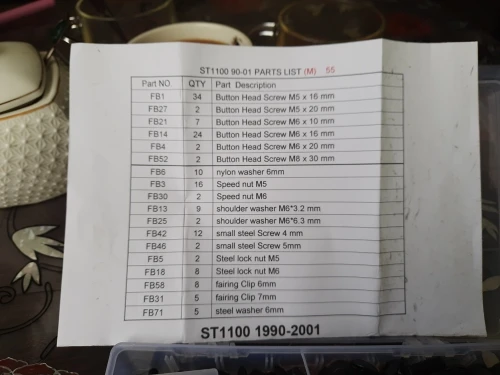 ST1100 90-01 PARTS LIST (M) 55
Part NO QTY Part Description
FB1 34 Button Head Screw M5 x 16 mm
FB27 2 Button Head Screw M5 x 20 mm
FB21 7 Button Head Screw M6 x 10 mm
FB14 24 Button Head Screw M6 x 16 mm
FB4 2 Button Head Screw M6 x 20 mm
FB52 2 Button Head Screw M8 x 30 mm
FB6 10 nylon washer 6mm
FB3 16 Speed nut M5
FB30 2 Speed nut M6
FB13 9 shoulder washer M6*3.2 mm
FB25 2 shoulder washer M6*6.3 mm
FB42 12 small steel Screw 4 mm
FB46 2 small steel Screw 5mm
FB5 2 Steel lock nut M5
FB18 8 Steel lock nut M6
FB58 8 fairing Clip 6mm
FB31 5 fairing Clip 7mm
FB71 5 steel washer 6mm
ST1100 1990-2001